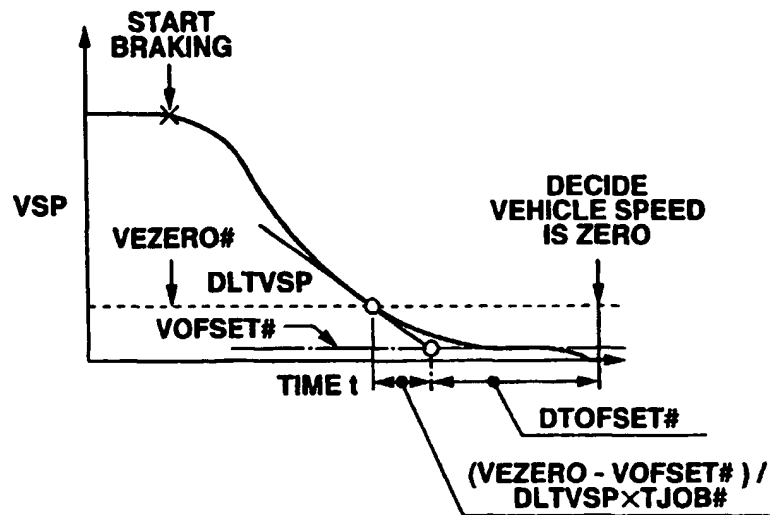 START
BRAKING
VSP
DECIDE
VEHICLE SPEED
IS ZERO
VEZERO#
DLTVSP
VOFSET#
TIME t
DTOFSET#
(VEZERO - VOFSET# ) /
DLTVSP×TJOB#